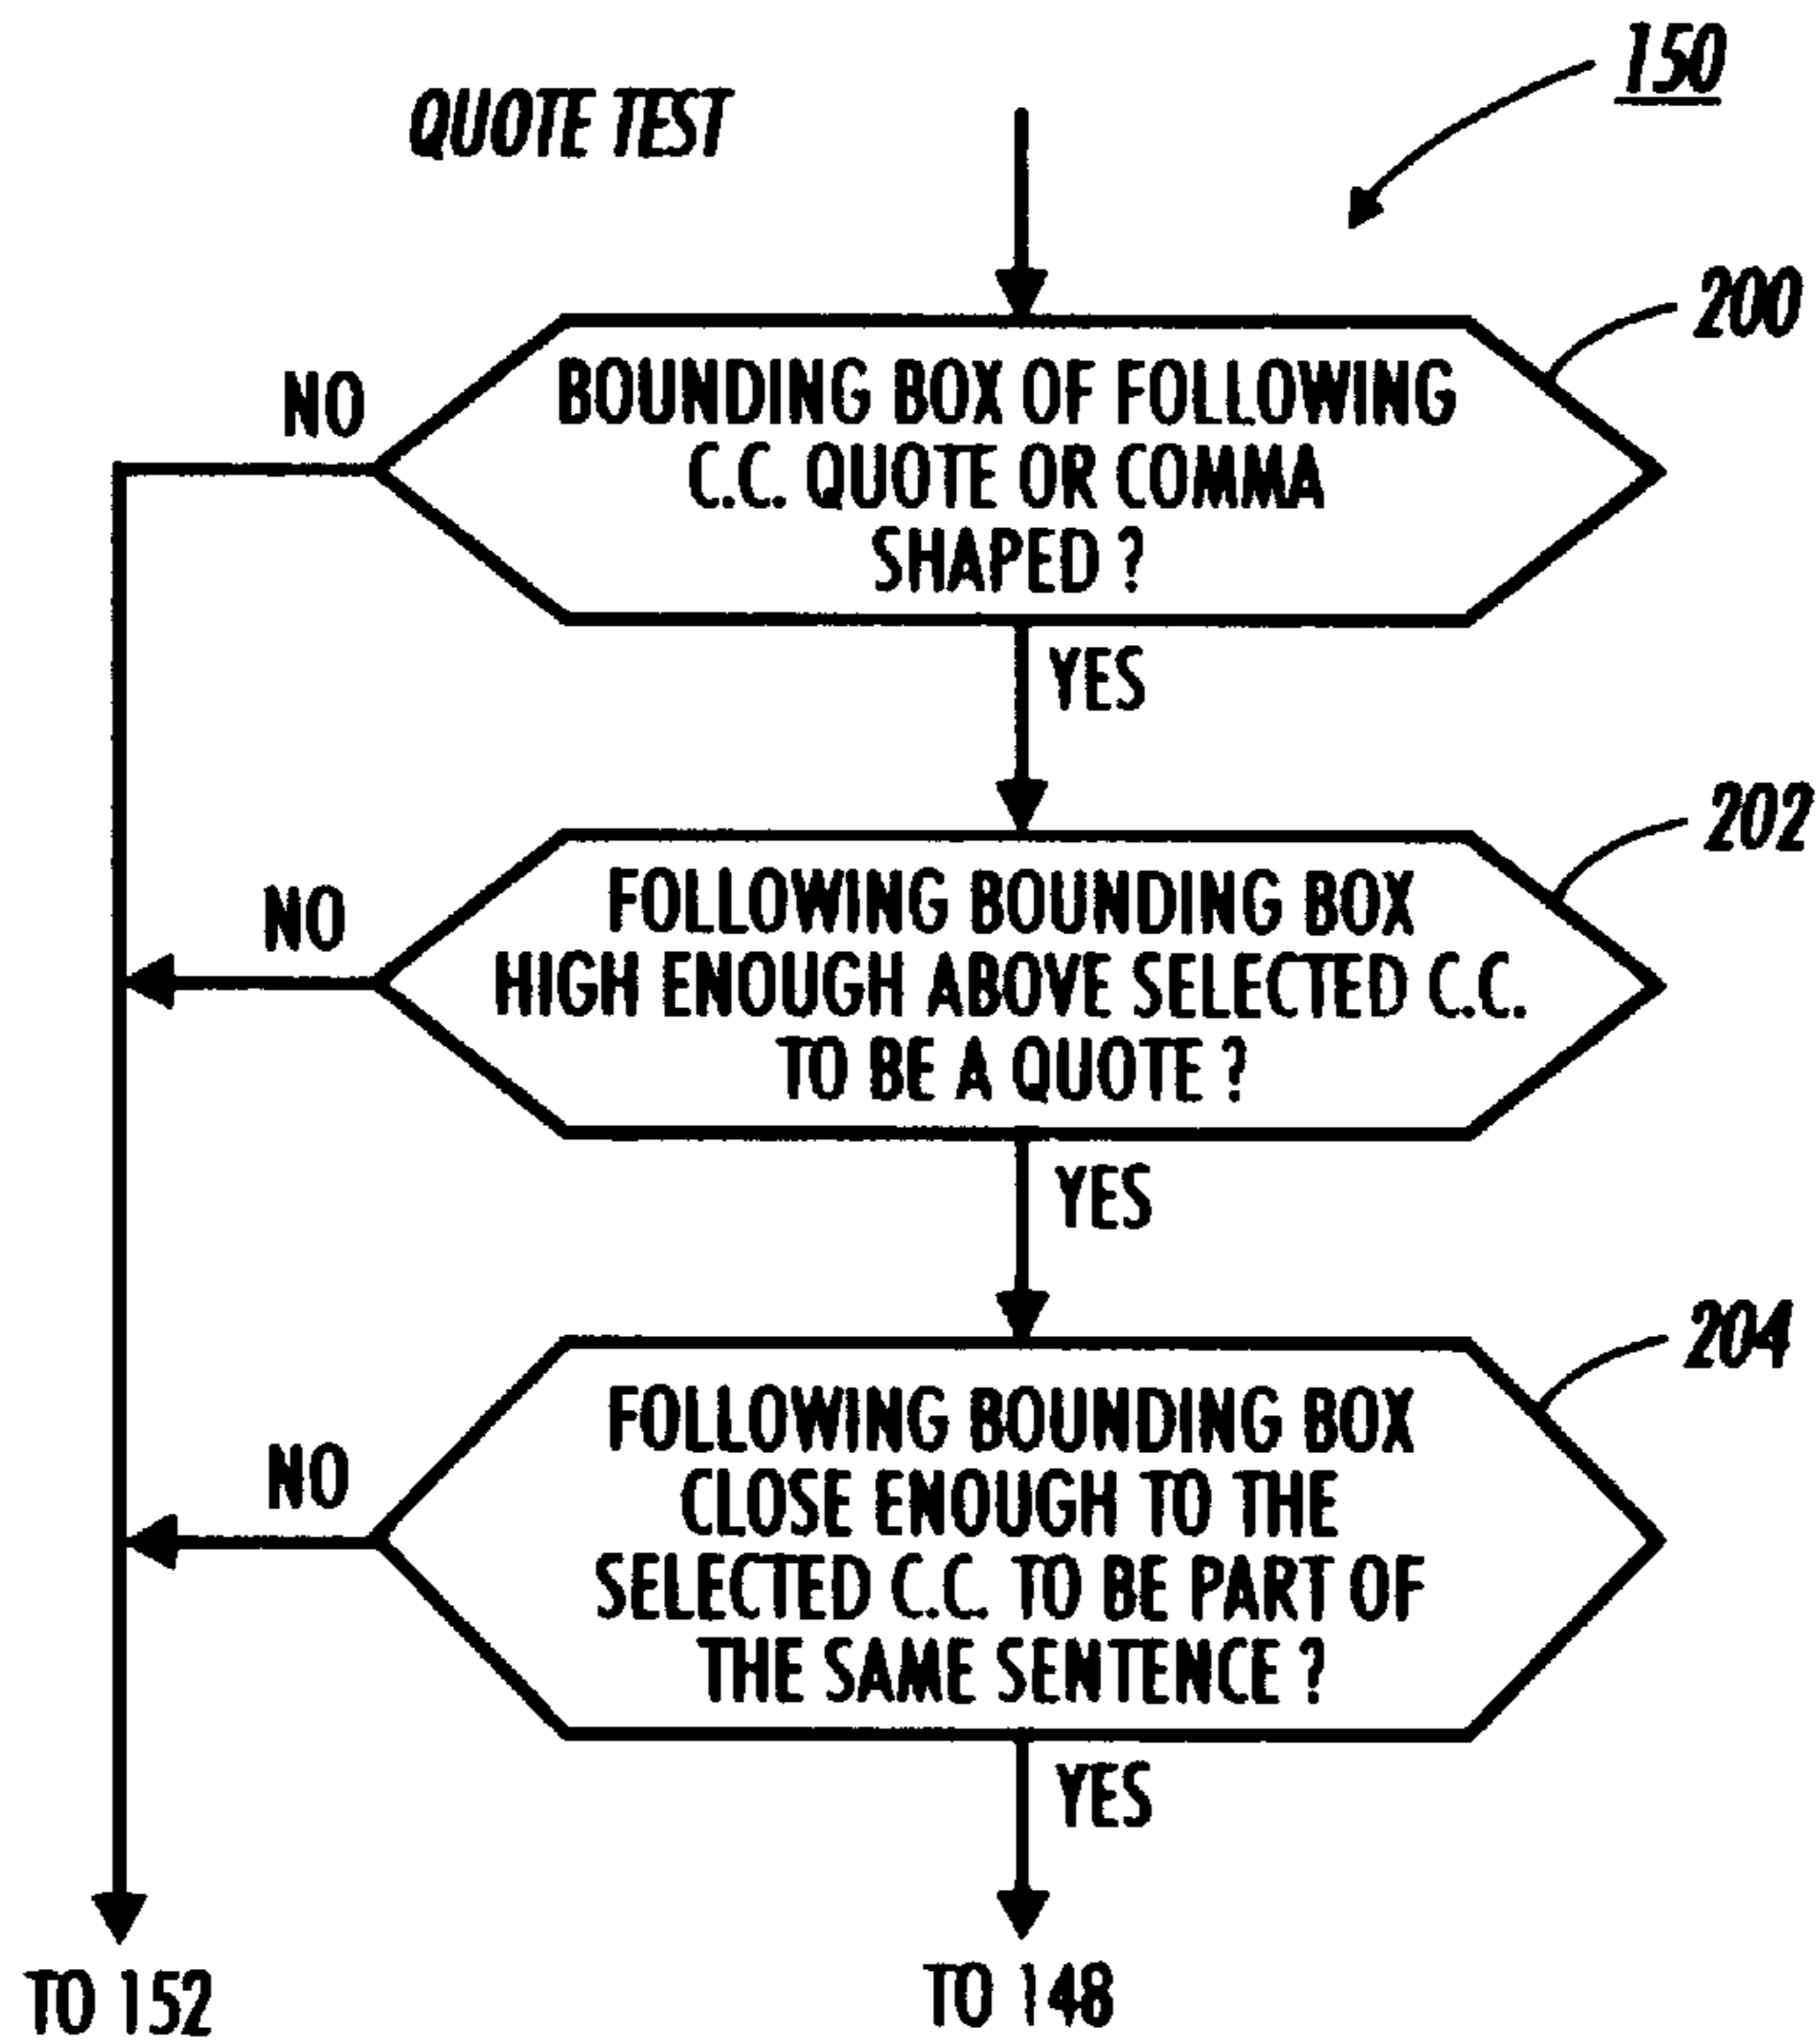 150
QUOTE TEST
200
NO
BOUNDING BOX OF FOLLOWING
C.C. QUOTE OR COMMA
SHAPED ?
YES
202
NO
FOLLOWING BOUNDING BOX
HIGH ENOUGH ABOVE SELECTED C.C.
TO BE A QUOTE ?
YES
204
NO
FOLLOWING BOUNDING BOX
CLOSE ENOUGH TO THE
SELECTED C.C. TO BE PART OF
THE SAME SENTENCE ?
YES
TO 152
TO 148